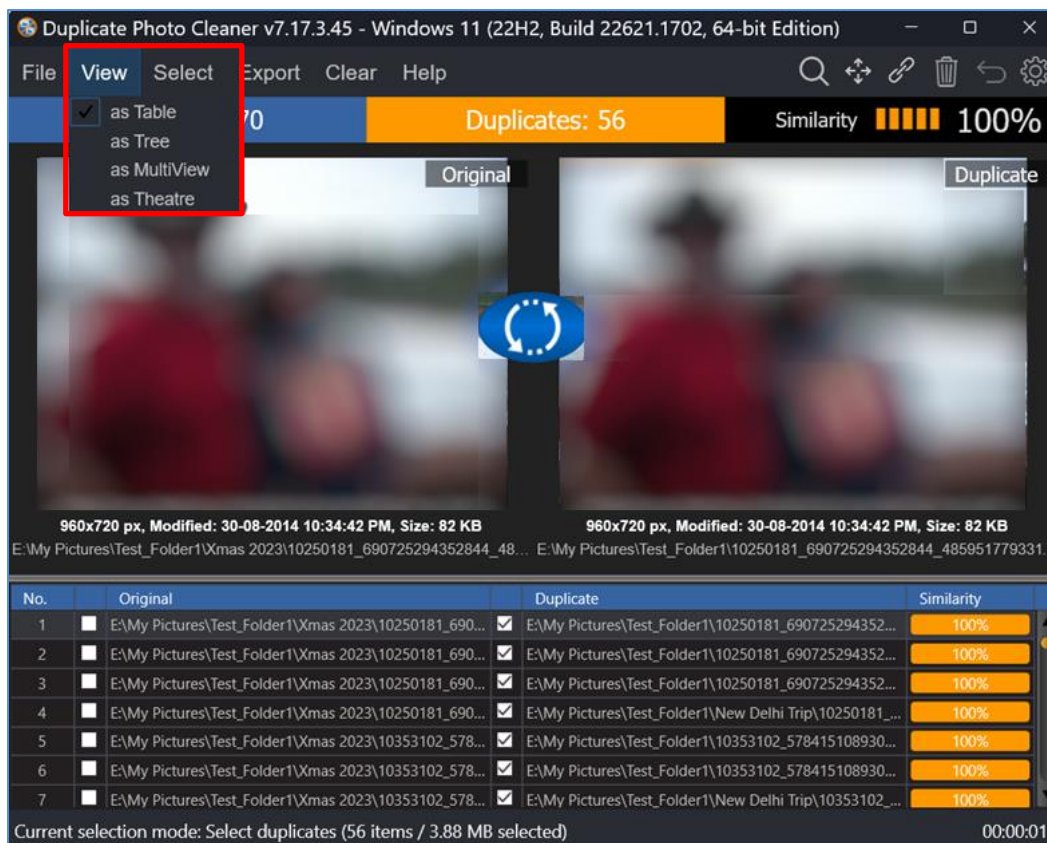 Duplicate Photo Cleaner v7.17.3.45 - Windows 11 (22H2, Build 22621.1702, 64-bit Edition)
File View Select Export Clear Help
as Table
as Tree
as MultiView
as Theatre
70
Duplicates: 56
Similarity 100%
Original
Duplicate
960x720 px, Modified: 30-08-2014 10:34:42 PM, Size: 82 KB
E:\My Pictures\Test_Folder1\Xmas 2023\10250181_690725294352844_48...
960x720 px, Modified: 30-08-2014 10:34:42 PM, Size: 82 KB
E:\My Pictures\Test_Folder1\10250181_690725294352844_485951779331...
No. Original Duplicate Similarity
1 E:\My Pictures\Test_Folder1\Xmas 2023\10250181_690... E:\My Pictures\Test_Folder1\10250181_690725294352... 100%
2 E:\My Pictures\Test_Folder1\Xmas 2023\10250181_690... E:\My Pictures\Test_Folder1\10250181_690725294352... 100%
3 E:\My Pictures\Test_Folder1\Xmas 2023\10250181_690... E:\My Pictures\Test_Folder1\10250181_690725294352... 100%
4 E:\My Pictures\Test_Folder1\Xmas 2023\10250181_690... E:\My Pictures\Test_Folder1\New Delhi Trip\10250181_... 100%
5 E:\My Pictures\Test_Folder1\Xmas 2023\10353102_578... E:\My Pictures\Test_Folder1\10353102_578415108930... 100%
6 E:\My Pictures\Test_Folder1\Xmas 2023\10353102_578... E:\My Pictures\Test_Folder1\10353102_578415108930... 100%
7 E:\My Pictures\Test_Folder1\Xmas 2023\10353102_578... E:\My Pictures\Test_Folder1\New Delhi Trip\10353102_... 100%
Current selection mode: Select duplicates (56 items / 3.88 MB selected) 00:00:01